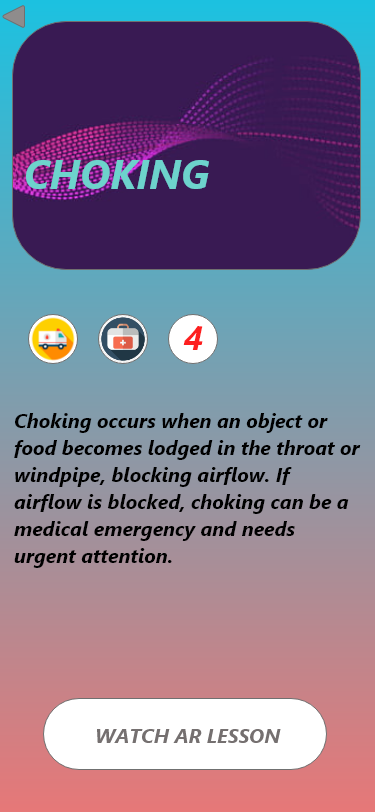 CHOKING
4
Choking occurs when an object or
food becomes lodged in the throat or
windpipe, blocking airflow. If
airflow is blocked, choking can be a
medical emergency and needs
urgent attention.
WATCH AR LESSON